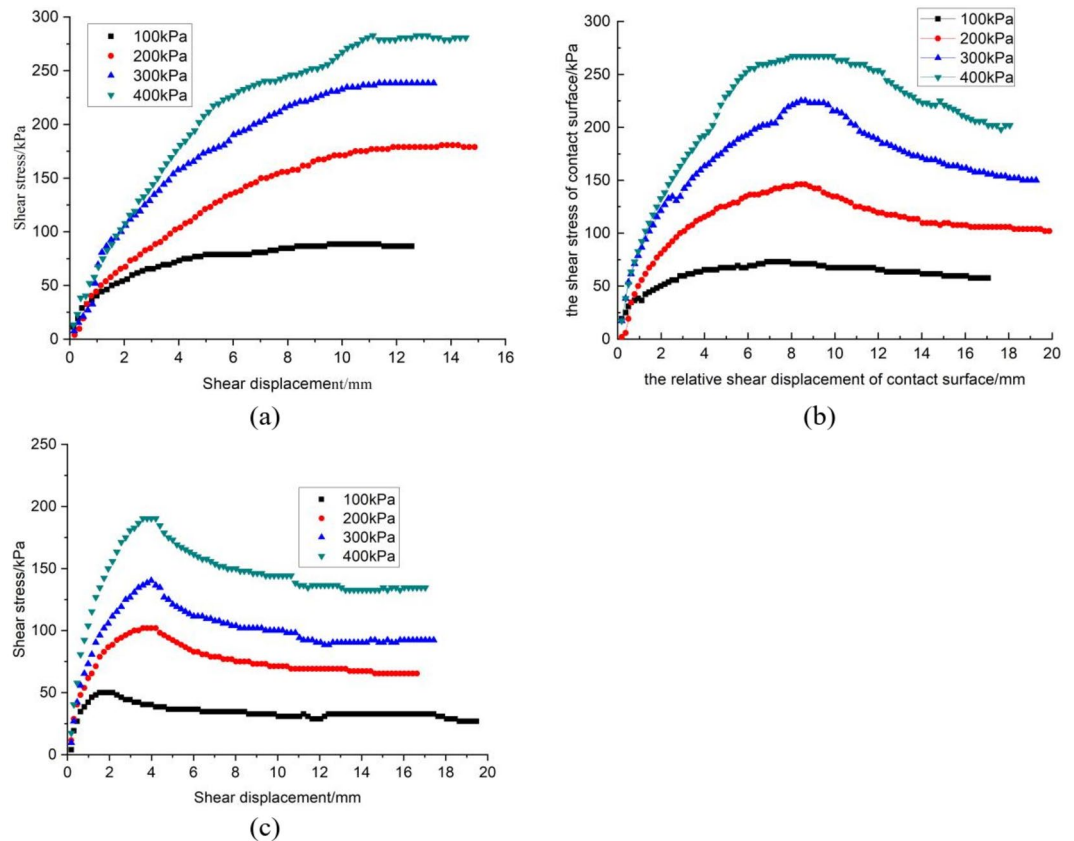 300
250
200
150
100
50
0
Shear stress/kPa
100kPa
200kPa
300kPa
400kPa
0 2 4 6 8 10 12 14 16
Shear displacement/mm
(a)
300
250
200
150
100
50
0
the shear stress of contact surface/kPa
100kPa
200kPa
300kPa
400kPa
0 2 4 6 8 10 12 14 16 18 20
the relative shear displacement of contact surface/mm
(b)
250
200
150
100
50
0
Shear stress/kPa
100kPa
200kPa
300kPa
400kPa
0 2 4 6 8 10 12 14 16 18 20
Shear displacement/mm
(c)